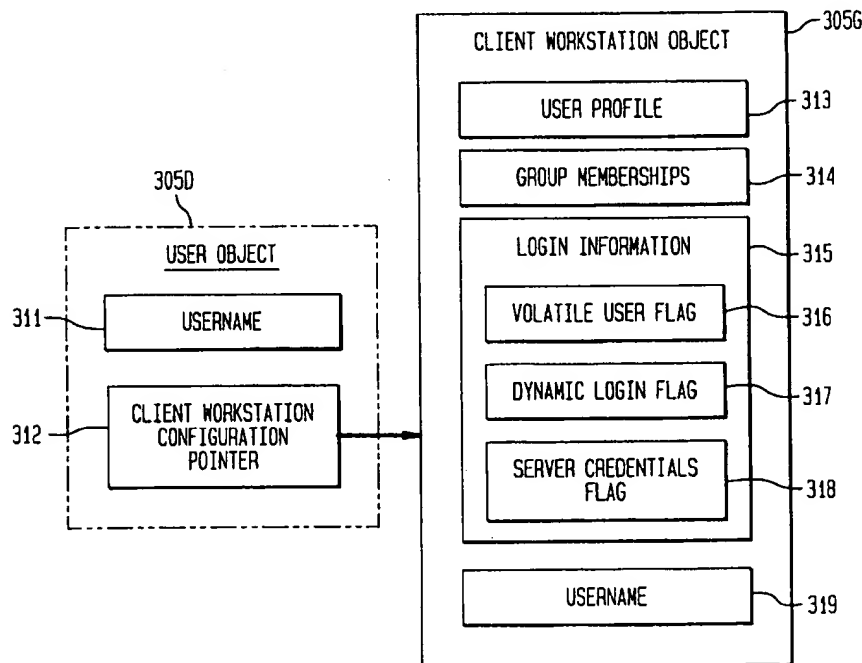 305G
CLIENT WORKSTATION OBJECT
USER PROFILE
313
GROUP MEMBERSHIPS
314
305D
LOGIN INFORMATION
315
USER OBJECT
VOLATILE USER FLAG
316
311
USERNAME
DYNAMIC LOGIN FLAG
317
312
CLIENT WORKSTATION
CONFIGURATION
POINTER
SERVER CREDENTIALS
FLAG
318
USERNAME
319